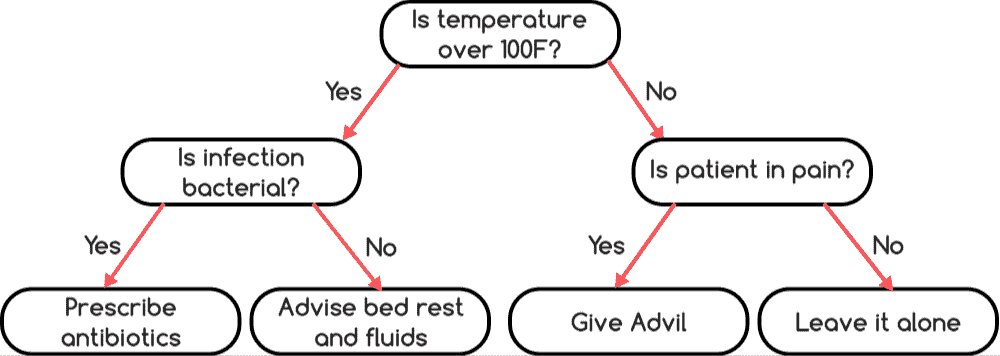 Is temperature
over 100F?
Yes
No
Is infection
bacterial?
Is patient in pain?
Yes
No
Yes
No
Prescribe
antibiotics
Advise bed rest
and fluids
Give Advil
Leave it alone